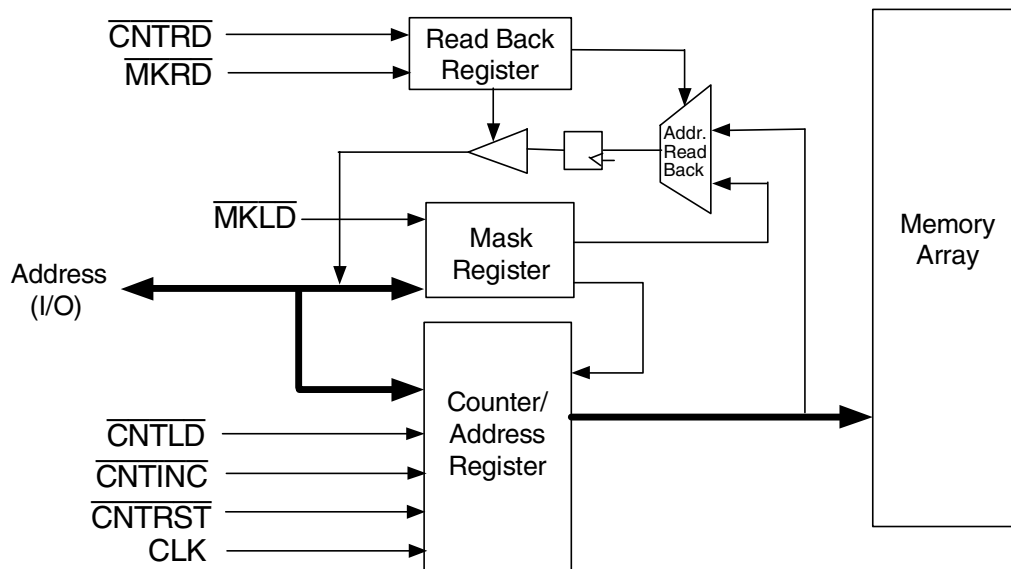 CNTRD
MKRD
Read Back
Register
Addr.
Read
Back
MKLD
Mask
Register
Memory
Array
Address
(I/O)
Counter/
Address
Register
CNTLD
CNTINC
CNTRST
CLK